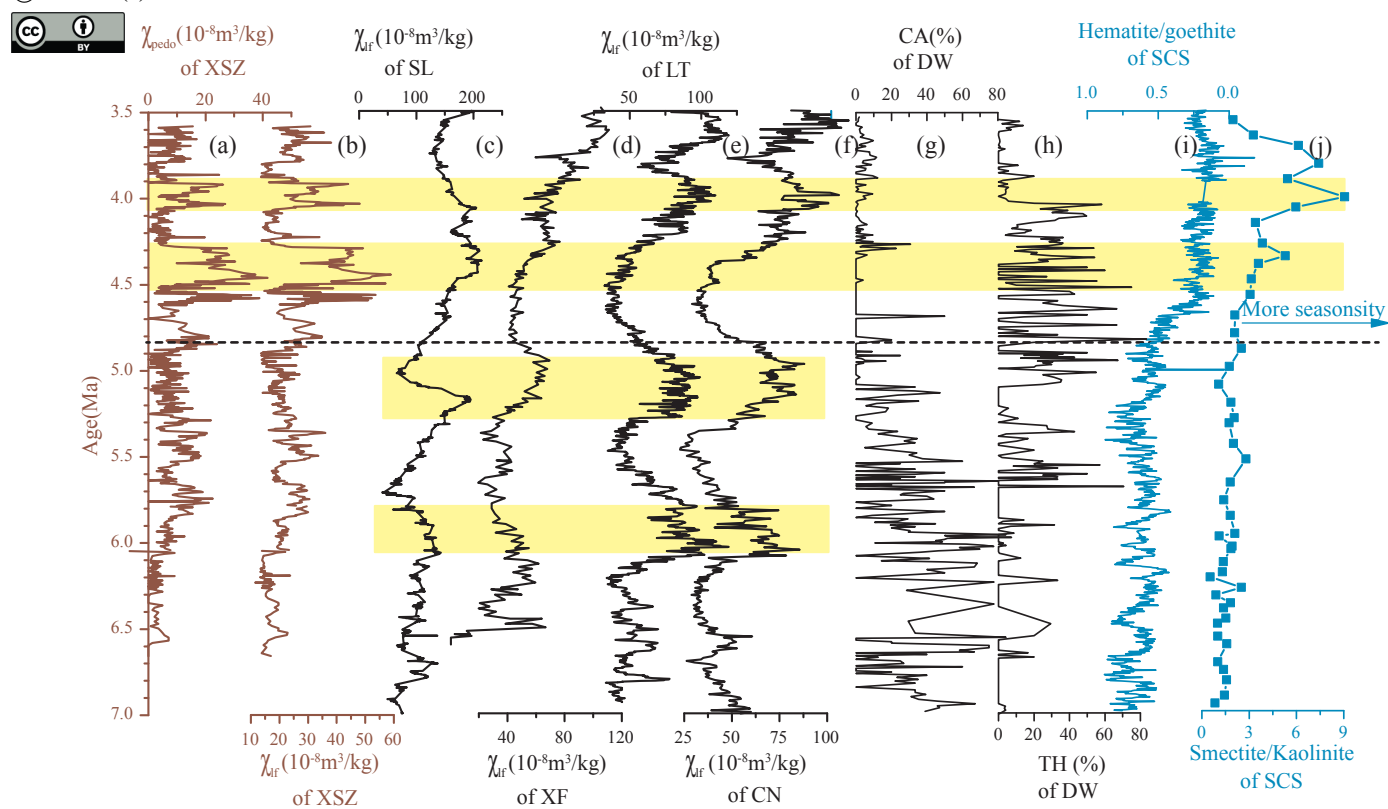 cc BY
χpedo(10⁻⁸m³/kg)
of XSZ
0 20 40
χlf (10⁻⁸m³/kg)
of SL
0 100 200
χlf (10⁻⁸m³/kg)
of LT
50 100
CA(%)
of DW
0 20 40 60 80
Hematite/goethite
of SCS
1.0 0.5 0.0
(a) (b) (c) (d) (e) (f) (g) (h) (i) (j)
Age(Ma)
3.5
4.0
4.5
5.0
5.5
6.0
6.5
7.0
More seasonsity
10 20 30 40 50 60
χlf (10⁻⁸m³/kg)
of XSZ
40 80 120
χlf (10⁻⁸m³/kg)
of XF
25 50 75 100
χlf (10⁻⁸m³/kg)
of CN
0 20 40 60 80
TH (%)
of DW
0 3 6 9
Smectite/Kaolinite
of SCS